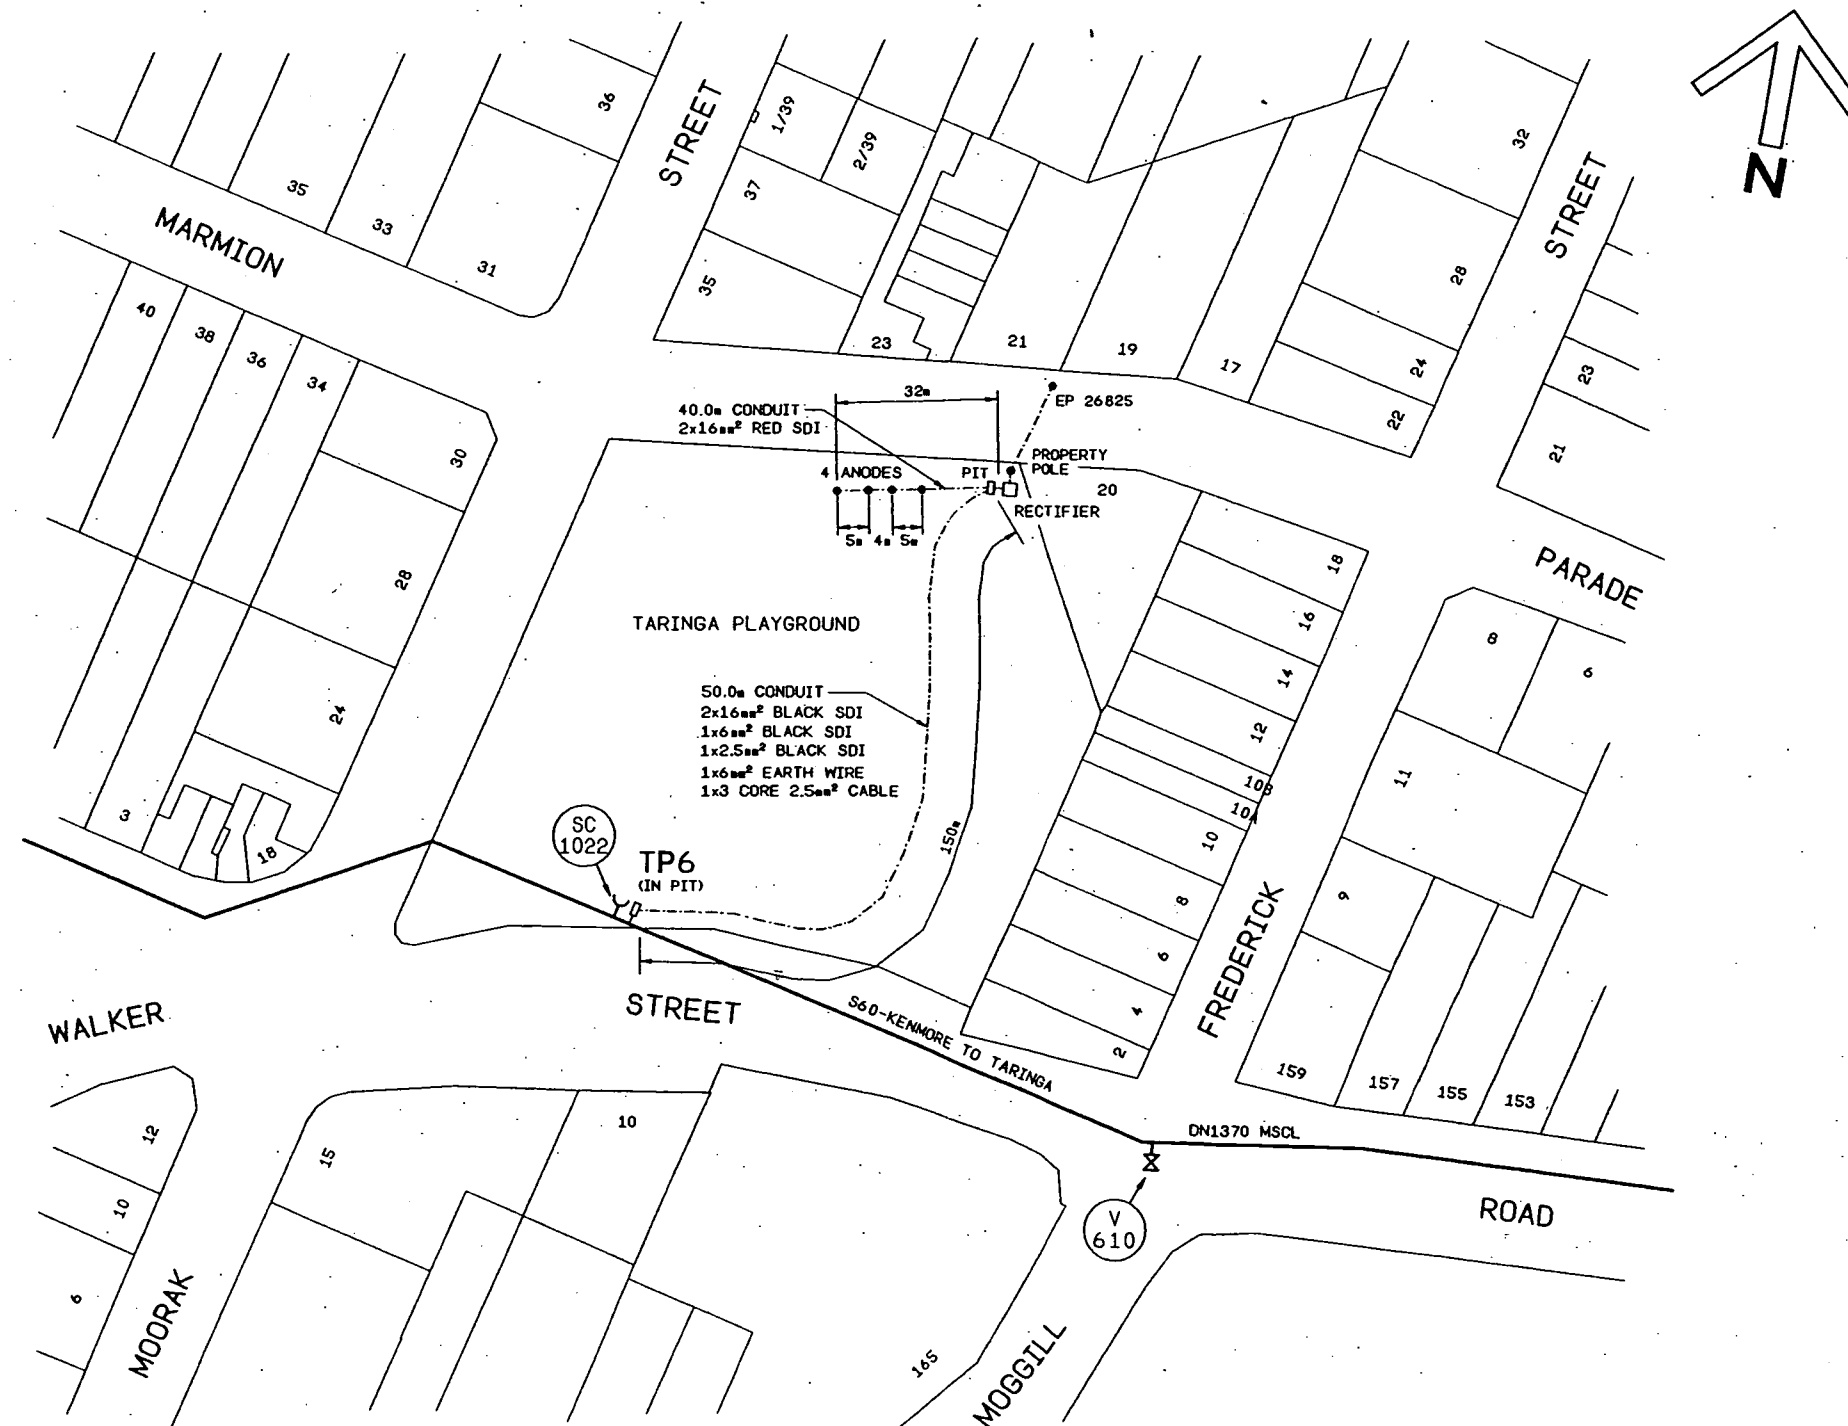 N
STREET
STREET
MARMION
PARADE
36
1/39
2/39
37
35
35
33
31
32
28
24
22
23
21
19
17
23
21
40
38
36
34
30
28
24
3
18
32m
40.0m CONDUIT
2x16mm² RED SDI
EP 26825
4 ANODES
PIT
PROPERTY
POLE
20
RECTIFIER
5m 4m 5m
TARINGA PLAYGROUND
50.0m CONDUIT
2x16mm² BLACK SDI
1x6mm² BLACK SDI
1x2.5mm² BLACK SDI
1x6mm² EARTH WIRE
1x3 CORE 2.5mm² CABLE
150m
SC
1022
TP6
(IN PIT)
18
16
14
12
10B
10A
10
8
6
4
2
8
6
11
9
FREDERICK
159
157
155
153
WALKER
STREET
S60-KENMORE TO TARINGA
DN1370 MSCL
V
610
ROAD
12
10
6
15
10
165
MOORAK
MOGGILL